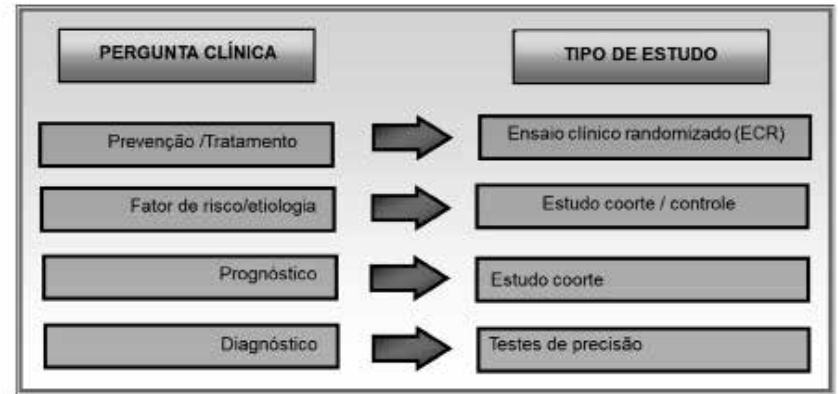 PERGUNTA CLÍNICA
TIPO DE ESTUDO
Prevenção /Tratamento
Ensaio clínico randomizado (ECR)
Fator de risco/etiologia
Estudo coorte / controle
Prognóstico
Estudo coorte
Diagnóstico
Testes de precisão